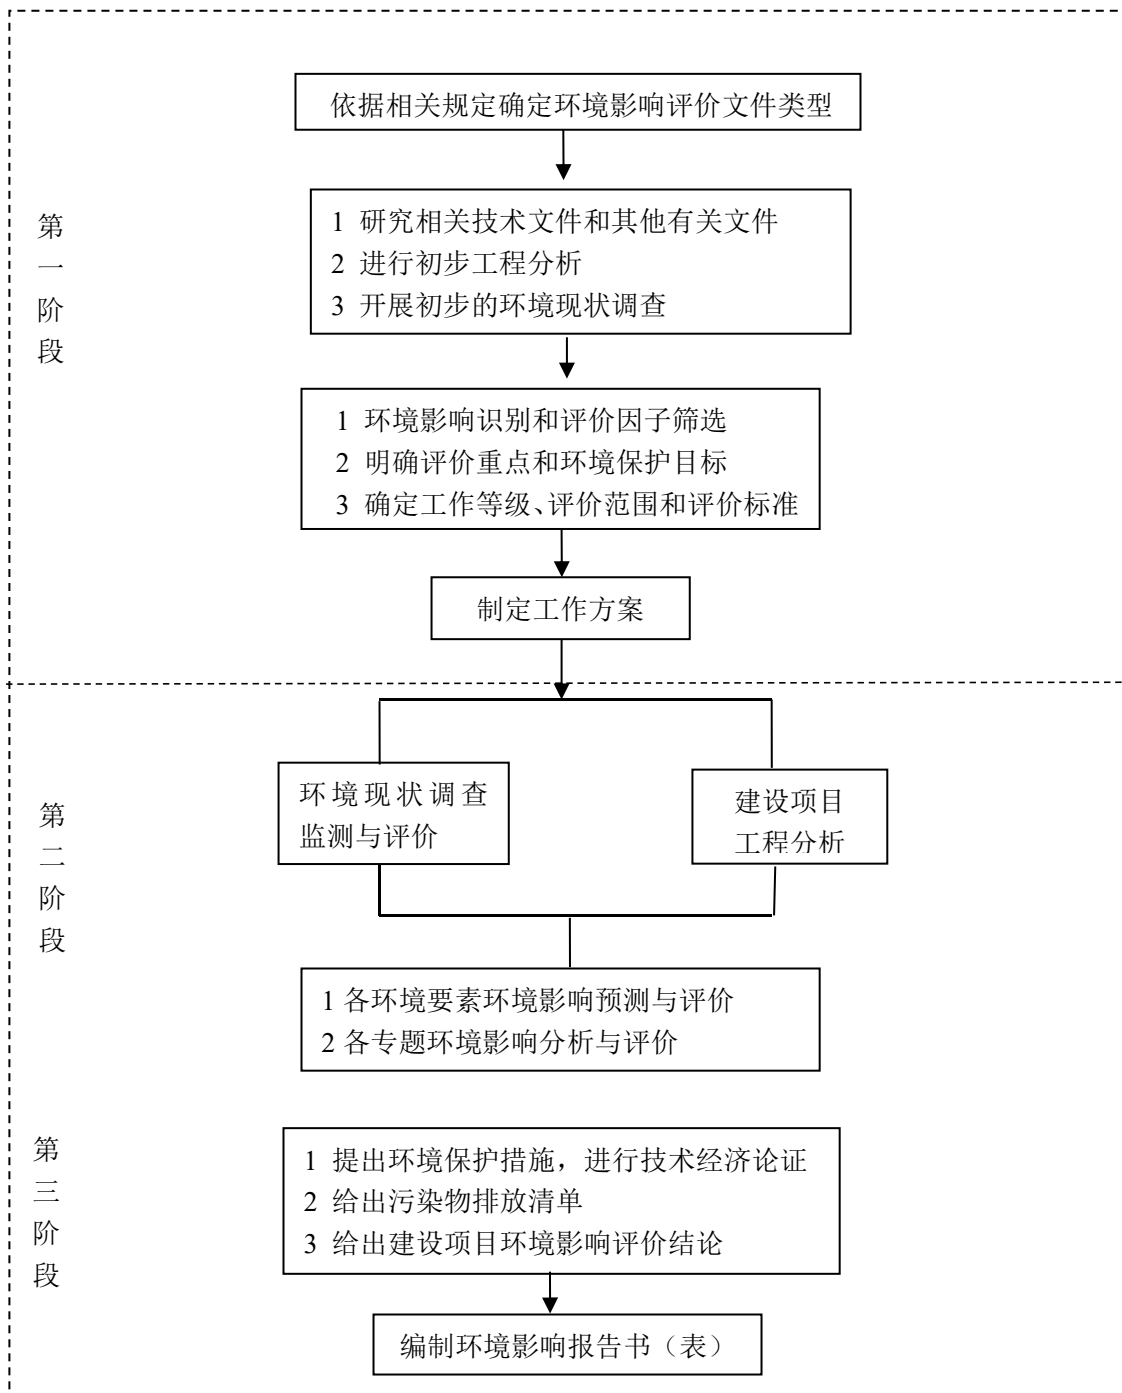 依据相关规定确定环境影响评价文件类型
第一阶段
1 研究相关技术文件和其他有关文件
2 进行初步工程分析
3 开展初步的环境现状调查
1 环境影响识别和评价因子筛选
2 明确评价重点和环境保护目标
3 确定工作等级、评价范围和评价标准
制定工作方案
第二阶段
环境现状调查
监测与评价
建设项目
工程分析
1 各环境要素环境影响预测与评价
2 各专题环境影响分析与评价
第三阶段
1 提出环境保护措施，进行技术经济论证
2 给出污染物排放清单
3 给出建设项目环境影响评价结论
编制环境影响报告书（表）